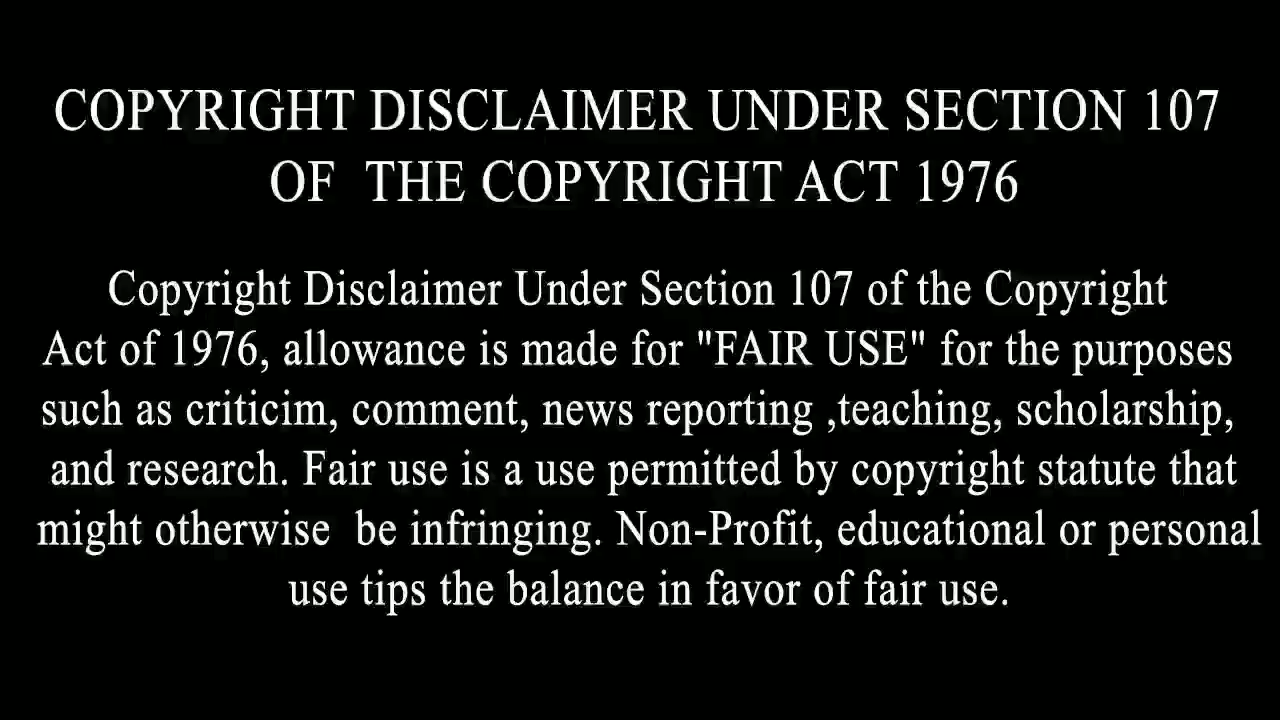 COPYRIGHT DISCLAIMER UNDER SECTION 107
OF THE COPYRIGHT ACT 1976
Copyright Disclaimer Under Section 107 of the Copyright
Act of 1976, allowance is made for "FAIR USE" for the purposes
such as criticim, comment, news reporting ,teaching, scholarship,
and research. Fair use is a use permitted by copyright statute that
might otherwise be infringing. Non-Profit, educational or personal
use tips the balance in favor of fair use.